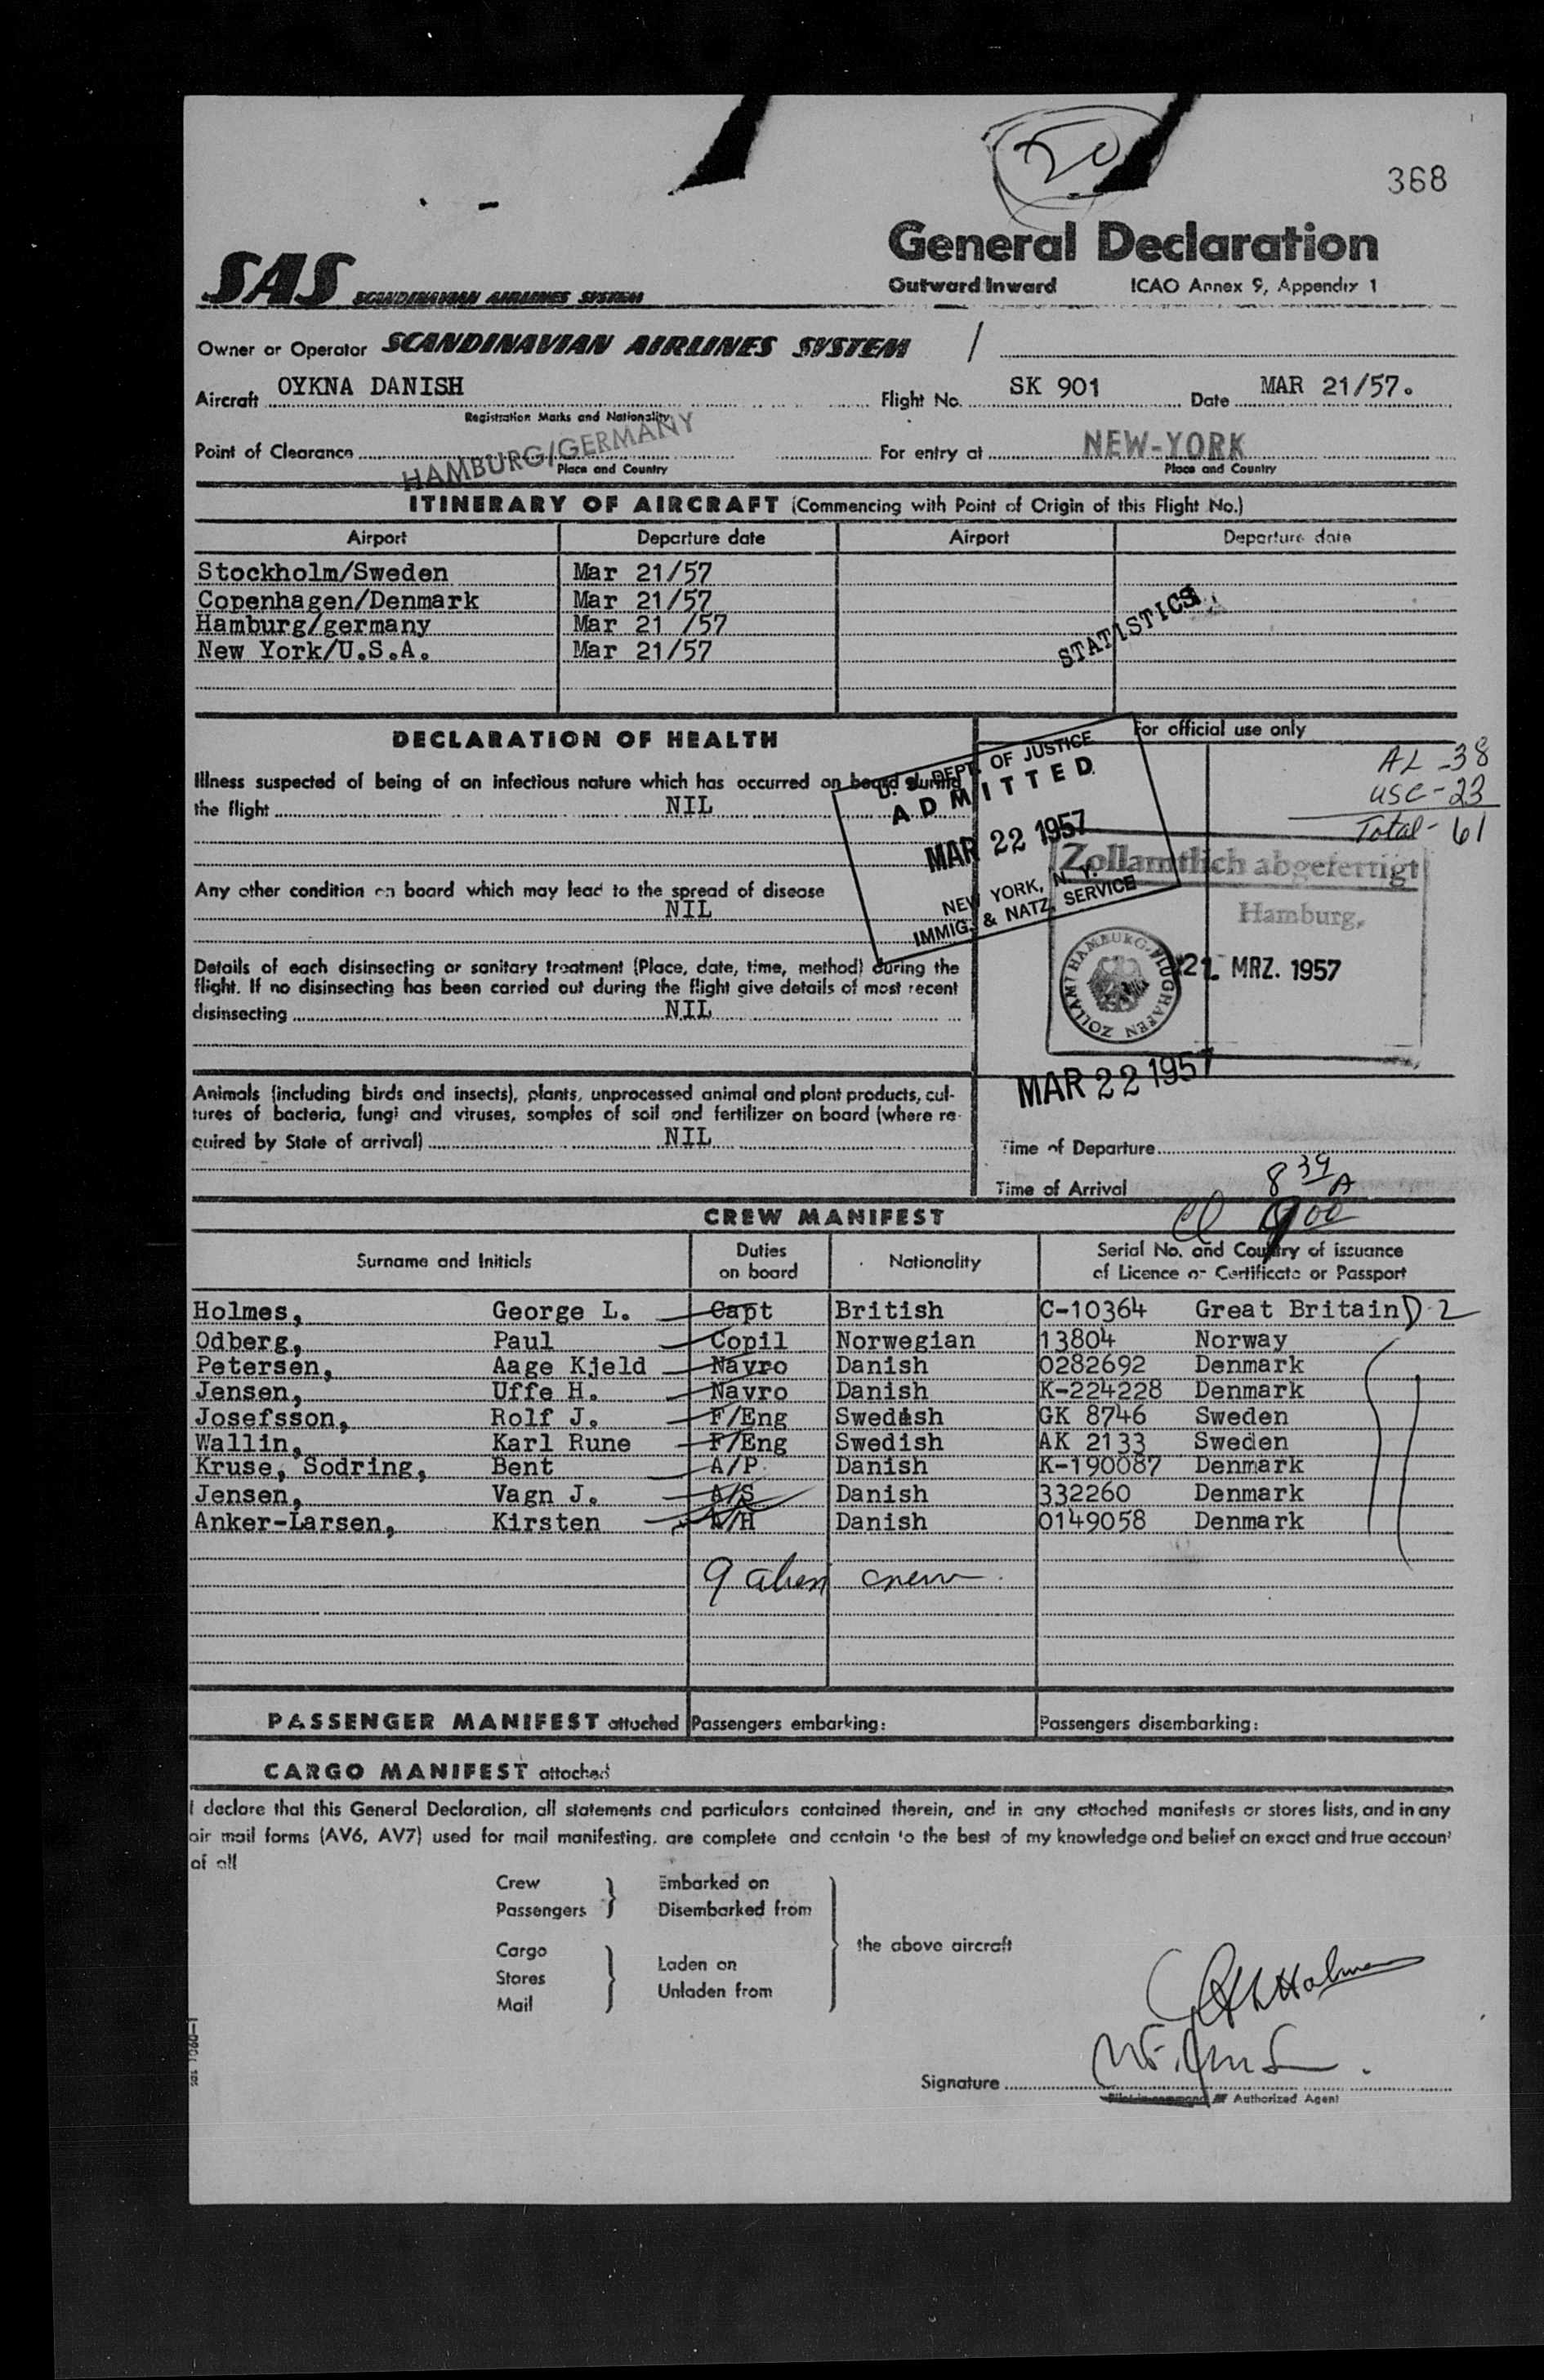 20
368
SAS SCANDINAVIAN AIRLINES SYSTEM
General Declaration
Outward Inward ICAO Annex 9, Appendix 1
Owner or Operator SCANDINAVIAN AIRLINES SYSTEM /
Aircraft OYKNA DANISH Flight No. SK 901 Date MAR 21/57.
Registration Marks and Nationality
Point of Clearance HAMBURG/GERMANY For entry at NEW-YORK
Place and Country Place and Country
ITINERARY OF AIRCRAFT (Commencing with Point of Origin of this Flight No.)
Airport Departure date Airport Departure date
Stockholm/Sweden Mar 21/57
Copenhagen/Denmark Mar 21/57
Hamburg/germany Mar 21 /57
New York/U.S.A. Mar 21/57
STATISTICS
DECLARATION OF HEALTH
For official use only
AL -38
USC-23
Total- 61
Illness suspected of being of an infectious nature which has occurred on board during
the flight NIL
U. S. DEPT. OF JUSTICE
ADMITTED
MAR 22 1957
NEW YORK, N. Y.
IMMIG. & NATZ. SERVICE
Zollamtlich abgefertigt
Hamburg,
21. MRZ. 1957
ZOLLAMT HAMBURG-FLUGHAFEN
Any other condition on board which may lead to the spread of disease
NIL
Details of each disinsecting or sanitary treatment (Place, date, time, method) during the
flight. If no disinsecting has been carried out during the flight give details of most recent
disinsecting NIL
MAR 22 1957
Animals (including birds and insects), plants, unprocessed animal and plant products, cul-
tures of bacteria, fungi and viruses, samples of soil and fertilizer on board (where re-
quired by State of arrival) NIL
Time of Departure
Time of Arrival 8 39 A
900
CREW MANIFEST
Surname and Initials Duties on board Nationality Serial No. and Country of issuance of Licence or Certificate or Passport
Holmes, George L. Capt British C-10364 Great Britain D-2
Odberg, Paul Copil Norwegian 13804 Norway
Petersen, Aage Kjeld Navro Danish 0282692 Denmark
Jensen, Uffe H. Navro Danish K-224228 Denmark
Josefsson, Rolf J. F/Eng Swedish GK 8746 Sweden
Wallin, Karl Rune F/Eng Swedish AK 2133 Sweden
Kruse, Sodring, Bent A/P Danish K-190087 Denmark
Jensen, Vagn J. A/S Danish 332260 Denmark
Anker-Larsen, Kirsten A/H Danish 0149058 Denmark
9 alien crew
PASSENGER MANIFEST attached Passengers embarking: Passengers disembarking:
CARGO MANIFEST attached
I declare that this General Declaration, all statements and particulars contained therein, and in any attached manifests or stores lists, and in any
air mail forms (AV6, AV7) used for mail manifesting, are complete and contain to the best of my knowledge and belief an exact and true account
of all
Crew Embarked on
Passengers Disembarked from
the above aircraft
Cargo Laden on
Stores Unladen from
Mail
Signature
Pilot-in-command or Authorized Agent